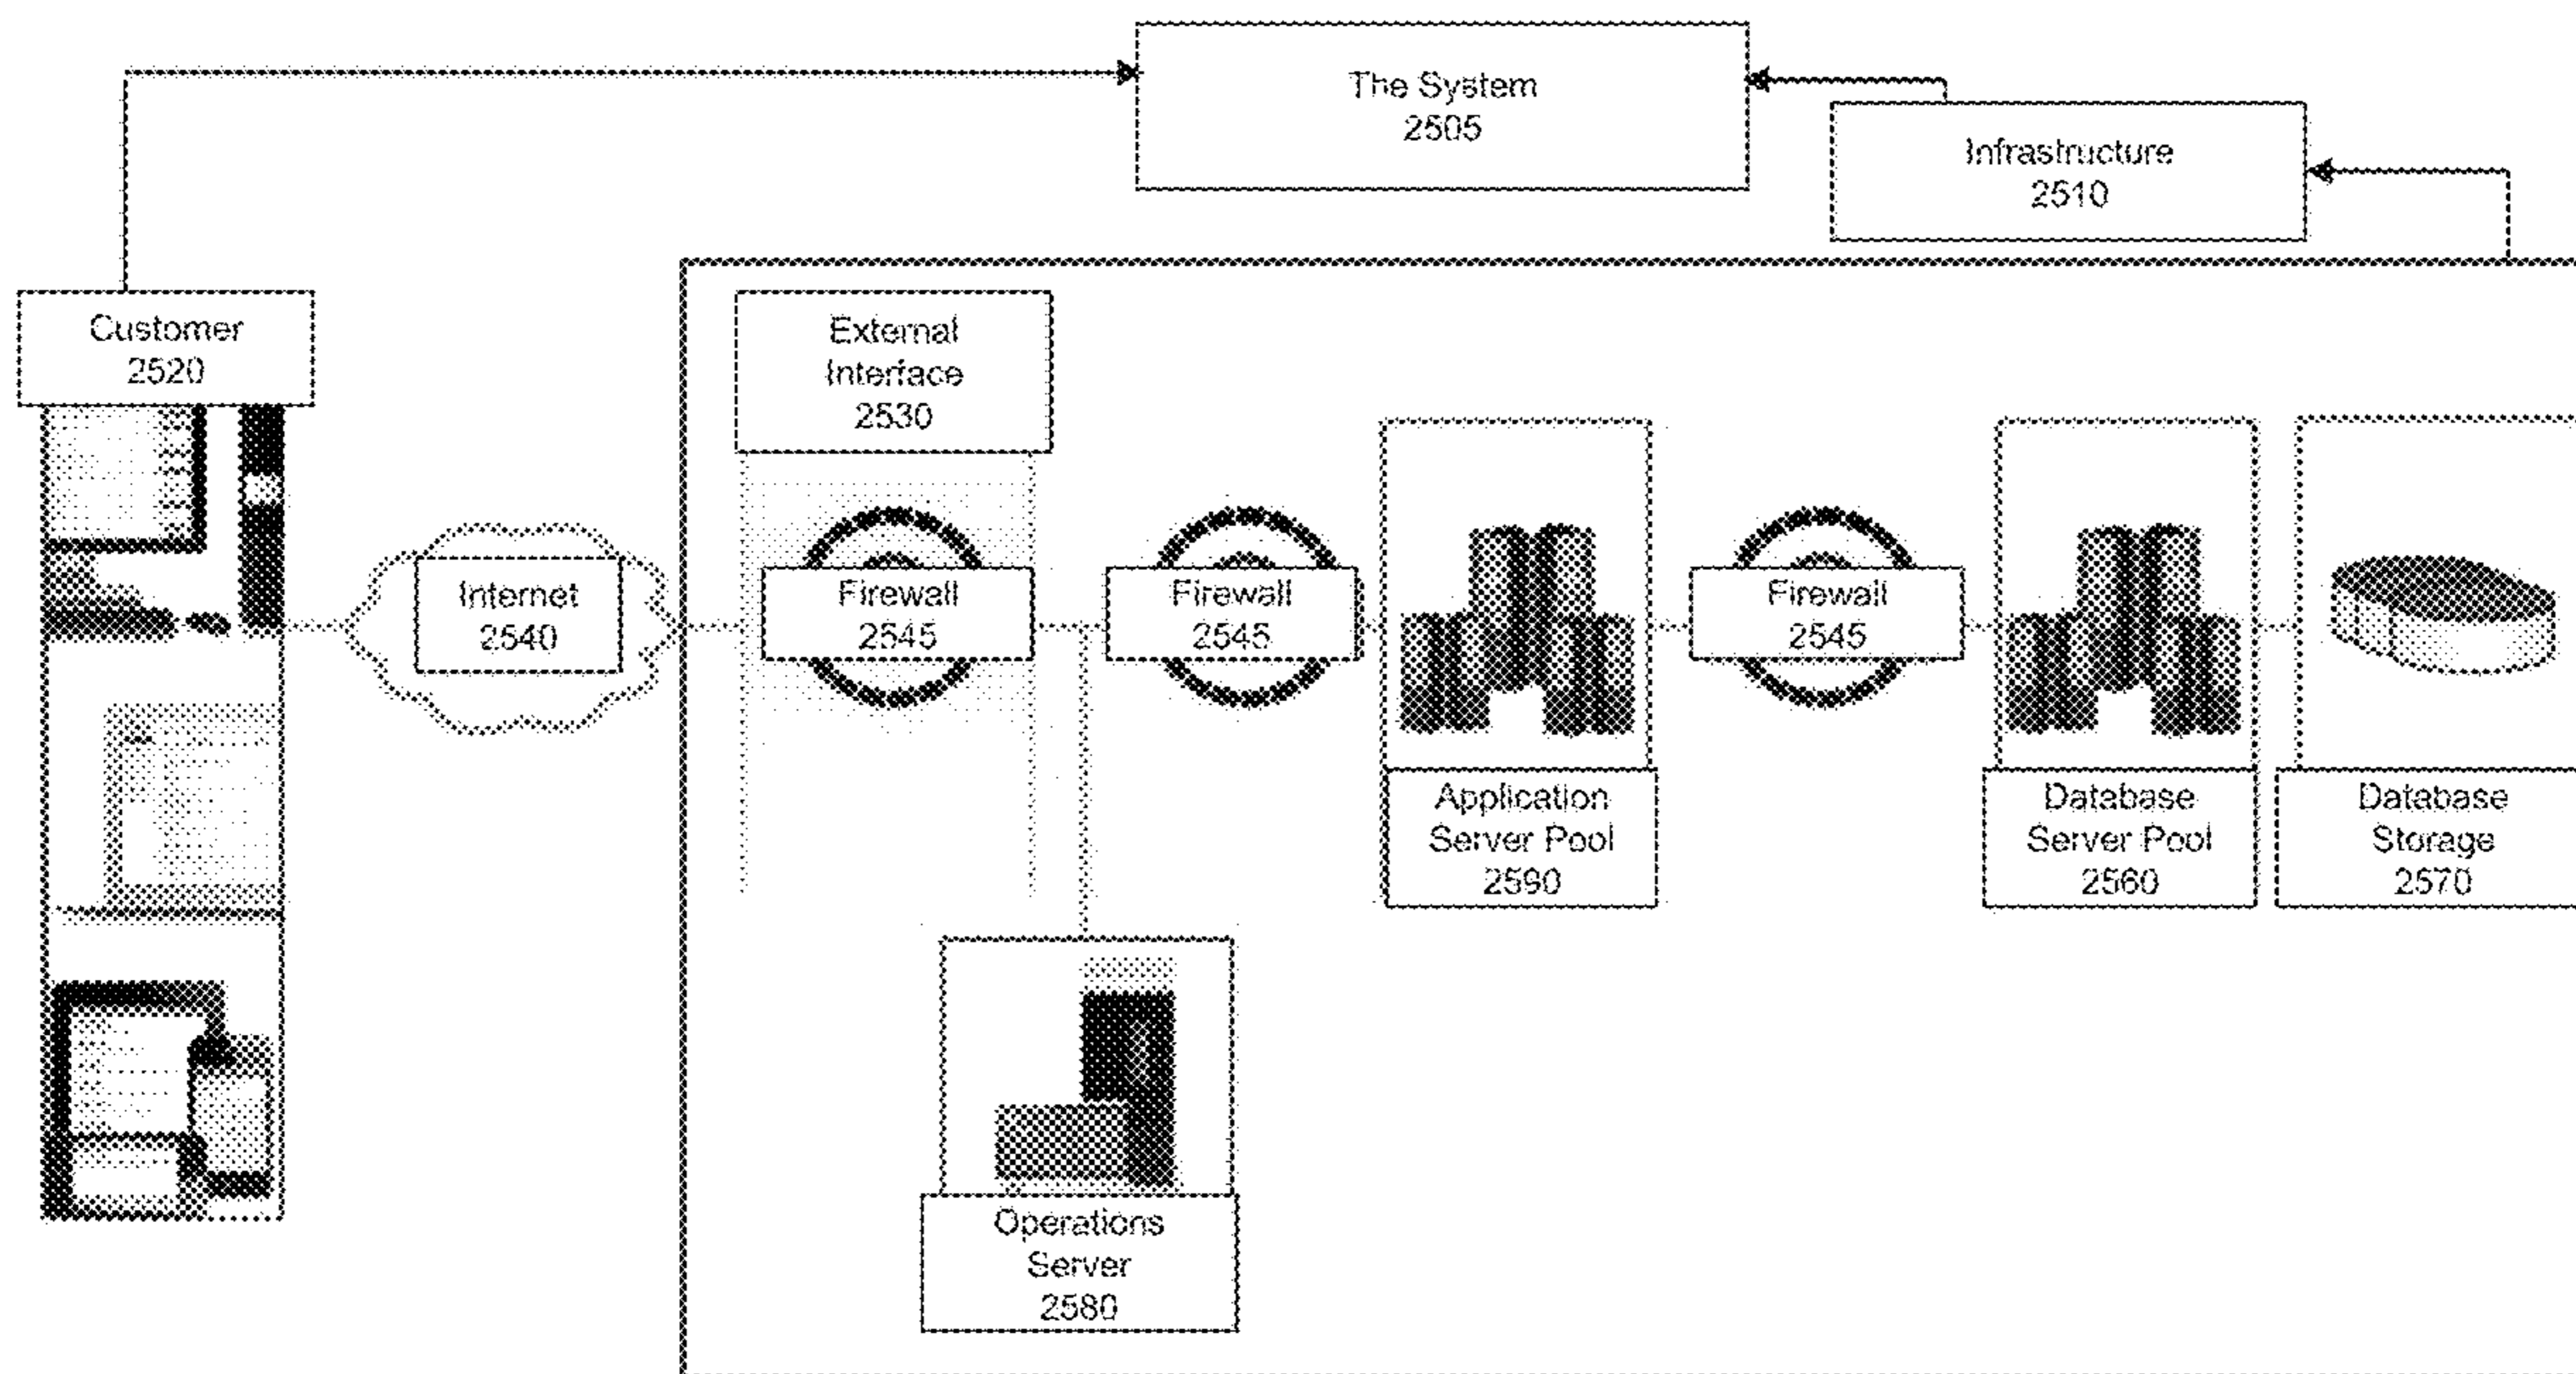 The System
2505
Infrastructure
2510
Customer
2520
External
Interface
2530
Internet
2540
Firewall
2545
Firewall
2545
Firewall
2545
Application
Server Pool
2590
Database
Server Pool
2560
Database
Storage
2570
Operations
Server
2580